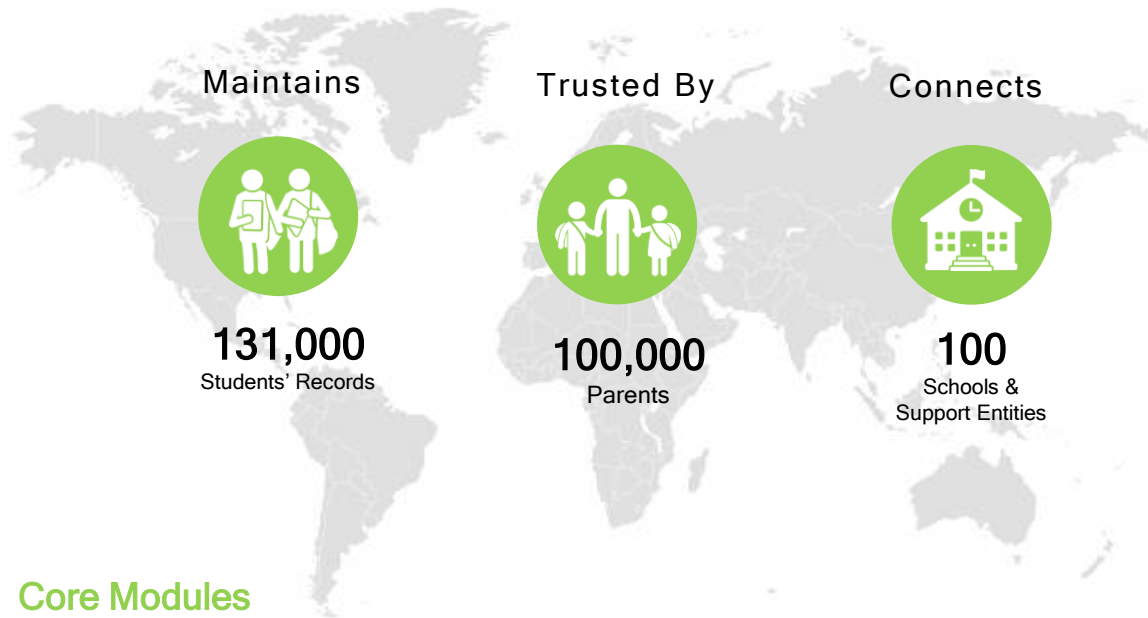 Maintains
131,000
Students' Records
Trusted By
100,000
Parents
Connects
100
Schools &
Support Entities
Core Modules